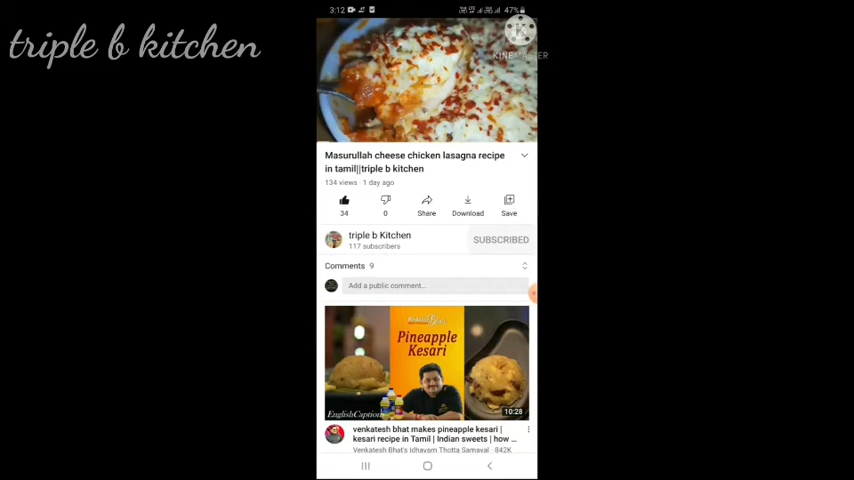 triple b kitchen
3:12
47%
KINEMASTER
Masurullah cheese chicken lasagna recipe
in tamil||triple b kitchen
134 views · 1 day ago
34
0
Share
Download
Save
triple b Kitchen
117 subscribers
SUBSCRIBED
Comments 9
Add a public comment...
Pineapple
Kesari
EnglishCaption
10:28
venkatesh bhat makes pineapple kesari |
kesari recipe in Tamil | Indian sweets | how ...
Venkatesh Bhat's Idhayam Thotta Samayal · 842K